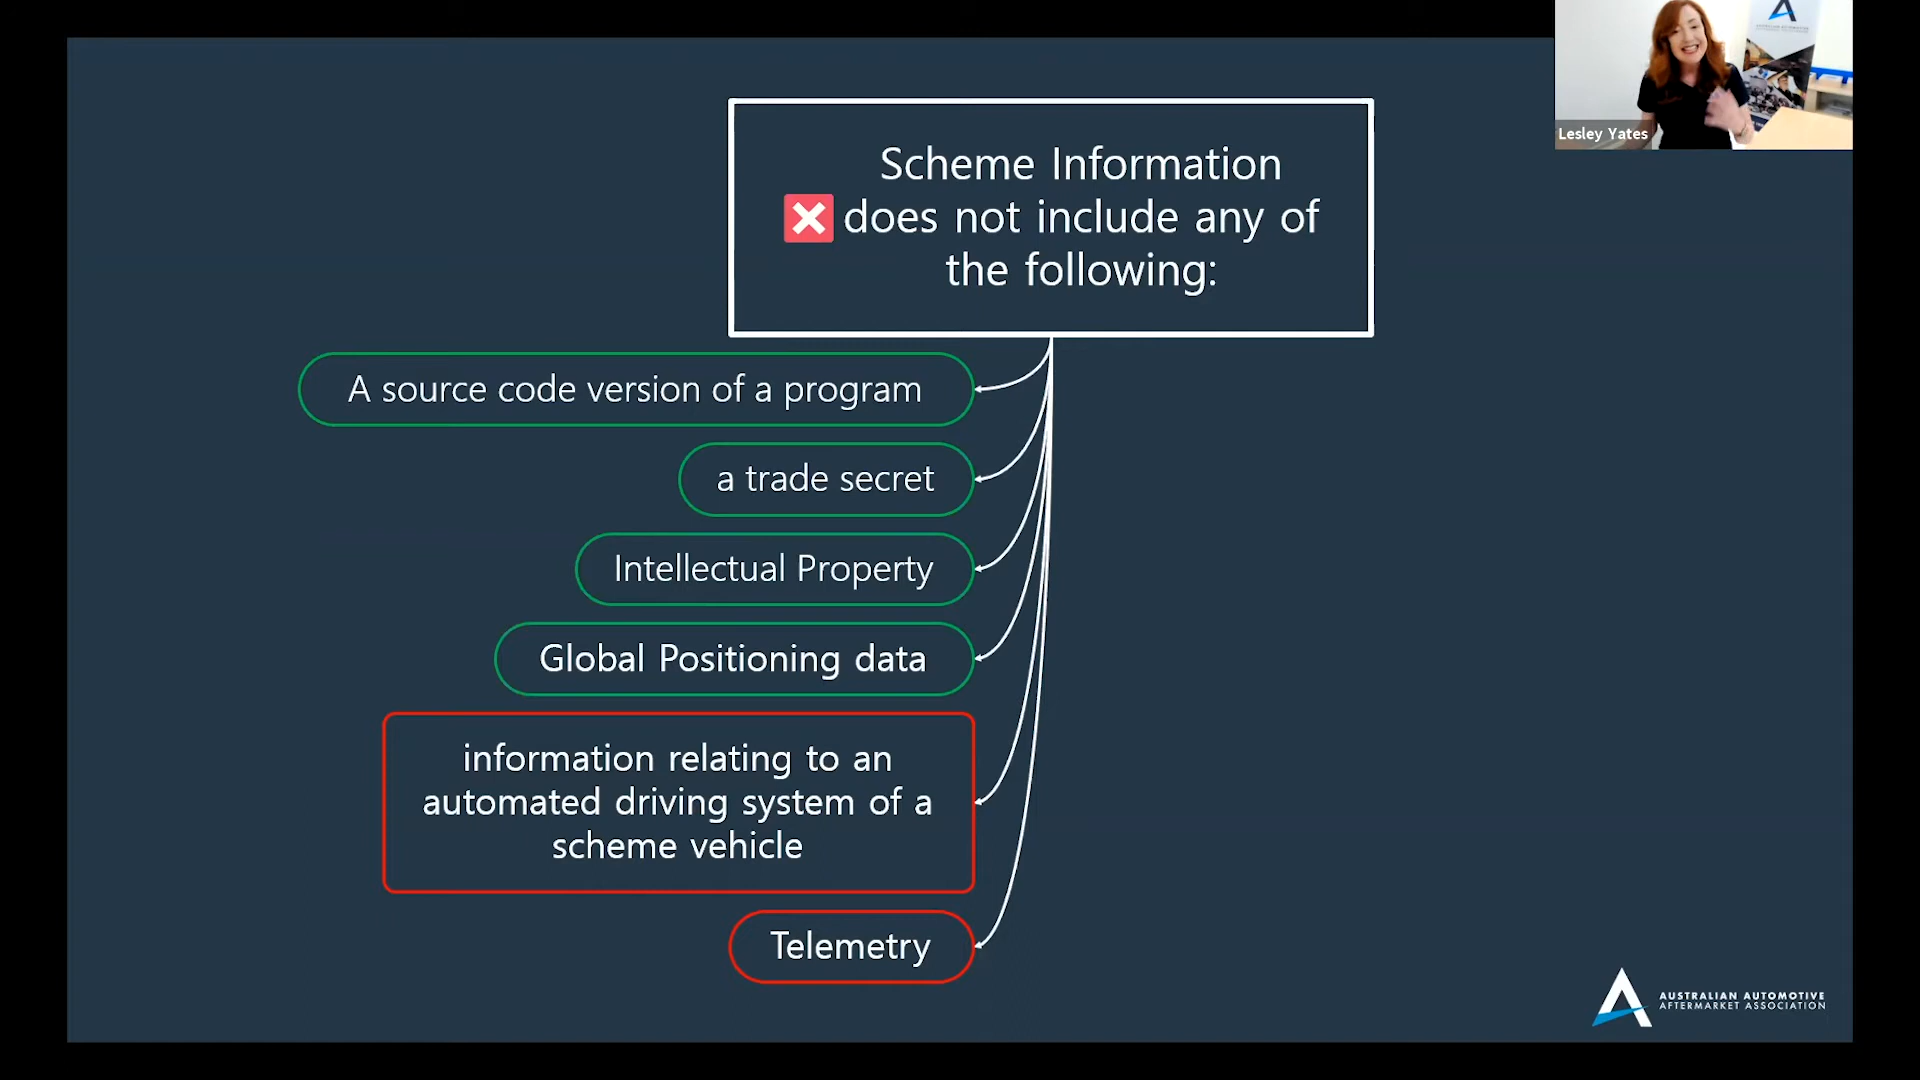 Scheme Information
does not include any of
the following:
A source code version of a program
a trade secret
Intellectual Property
Global Positioning data
information relating to an
automated driving system of a
scheme vehicle
Telemetry
Lesley Yates
AUSTRALIAN AUTOMOTIVE
AFTERMARKET ASSOCIATION